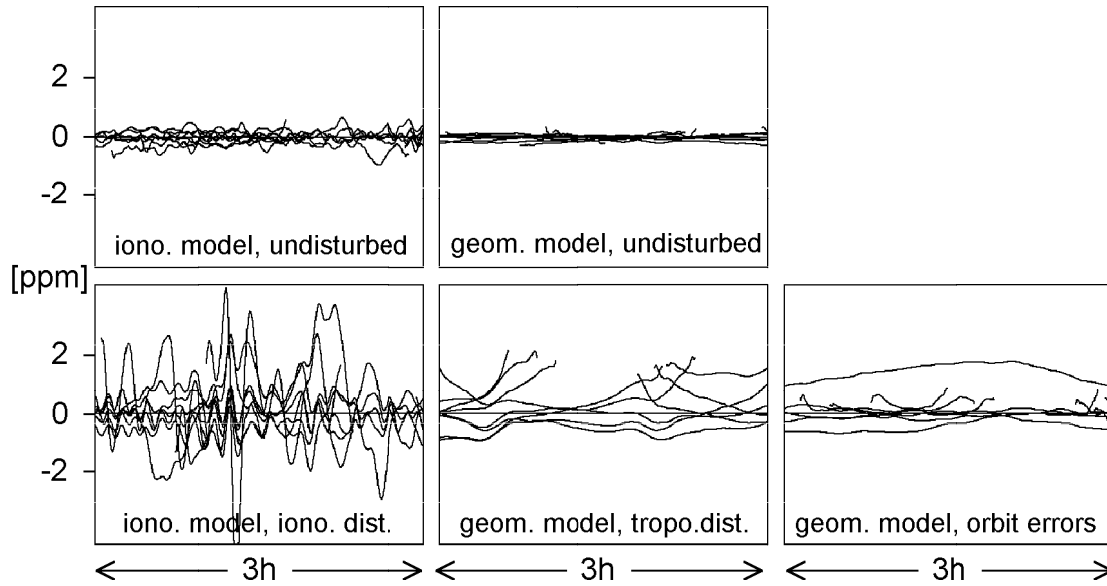 2
0
-2
iono. model, undisturbed
geom. model, undisturbed
[ppm]
2
0
-2
iono. model, iono. dist.
geom. model, tropo.dist.
geom. model, orbit errors
3h
3h
3h